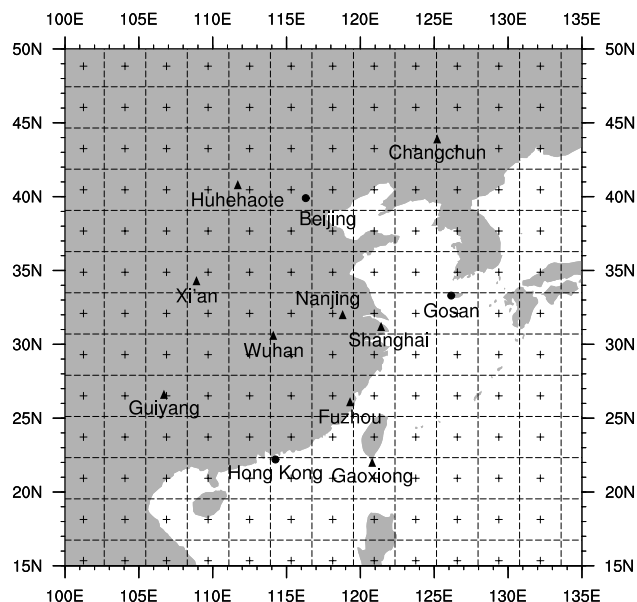 100E 105E 110E 115E 120E 125E 130E 135E
50N 50N
45N 45N
Changchun
40N 40N
Huhehaote
Beijing
35N 35N
Xi'an
Nanjing
Gosan
30N 30N
Shanghai
Wuhan
Guiyang
25N 25N
Fuzhou
Hong Kong
Gaoxiong
20N 20N
15N 15N
100E 105E 110E 115E 120E 125E 130E 135E